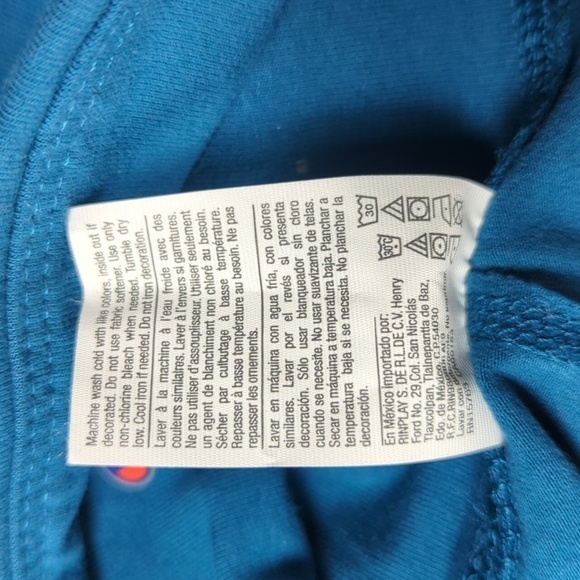 Machine wash cold with like colors, inside out if
decorated. Do not use fabric softener. Use only
non-chlorine bleach when needed. Tumble dry
low. Cool iron if needed. Do not iron decoration.
Laver à la machine à l'eau froide avec des
couleurs similaires. Laver à l'envers si garnitures.
Ne pas utiliser d'assouplisseur. Utiliser seulement
un agent de blanchiment non chloré au besoin.
Sécher par culbutage à basse température.
Repasser à basse température au besoin. Ne pas
repasser les ornements.
Lavar en máquina con agua fría, con colores
similares. Lavar por el revés si presenta
decoración. Sólo usar blanqueador sin cloro
cuando se necesite. No usar suavizante de telas.
Secar en máquina a temperatura baja. Planchar a
temperatura baja si se necesita. No planchar la
decoración.
30
30°C
En México importado por:
RINPLAY S. DE R.L. DE C.V. Henry
Ford No. 29 Col. San Nicolás
Tlaxcolpan, Tlalnepantla de Baz,
Edo. de México, C.P. 54030
R.F.C.
Lavar con